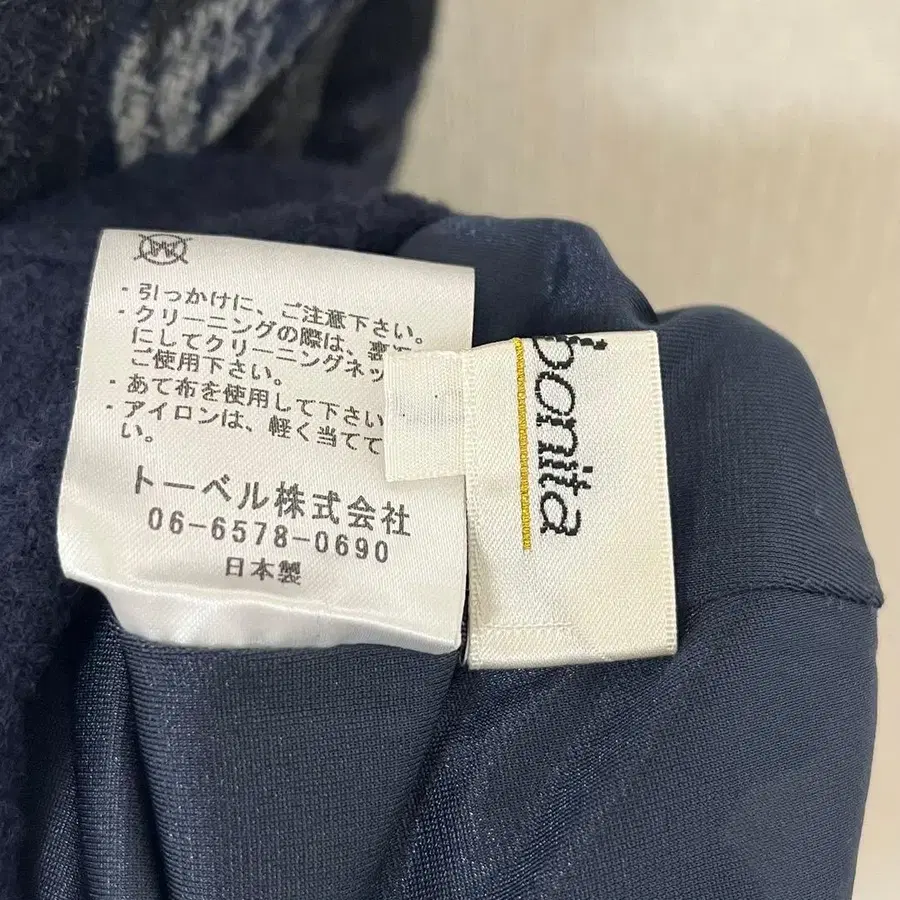 ・引っかけに、ご注意下さい。
・クリーニングの際は、裏返
にしてクリーニングネッ
ご使用下さい。
・あて布を使用して下さい
・アイロンは、軽く当てて
い。
トーベル株式会社
06-6578-0690
日本製
bonita